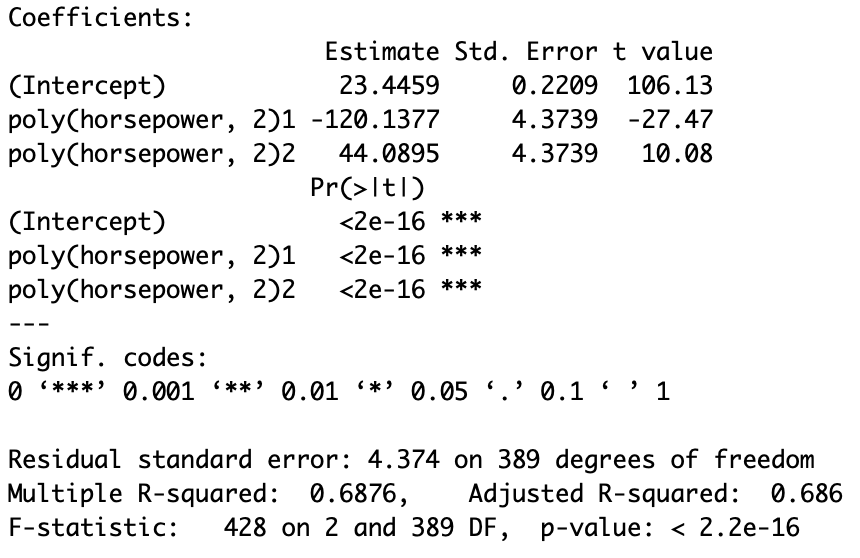 Coefficients:
                      Estimate Std. Error t value
(Intercept)            23.4459     0.2209  106.13
poly(horsepower, 2)1 -120.1377     4.3739  -27.47
poly(horsepower, 2)2   44.0895     4.3739   10.08
                     Pr(>|t|)
(Intercept)            <2e-16 ***
poly(horsepower, 2)1   <2e-16 ***
poly(horsepower, 2)2   <2e-16 ***
---
Signif. codes:
0 ‘***’ 0.001 ‘**’ 0.01 ‘*’ 0.05 ‘.’ 0.1 ‘ ’ 1

Residual standard error: 4.374 on 389 degrees of freedom
Multiple R-squared:  0.6876,    Adjusted R-squared:  0.686
F-statistic:   428 on 2 and 389 DF,  p-value: < 2.2e-16